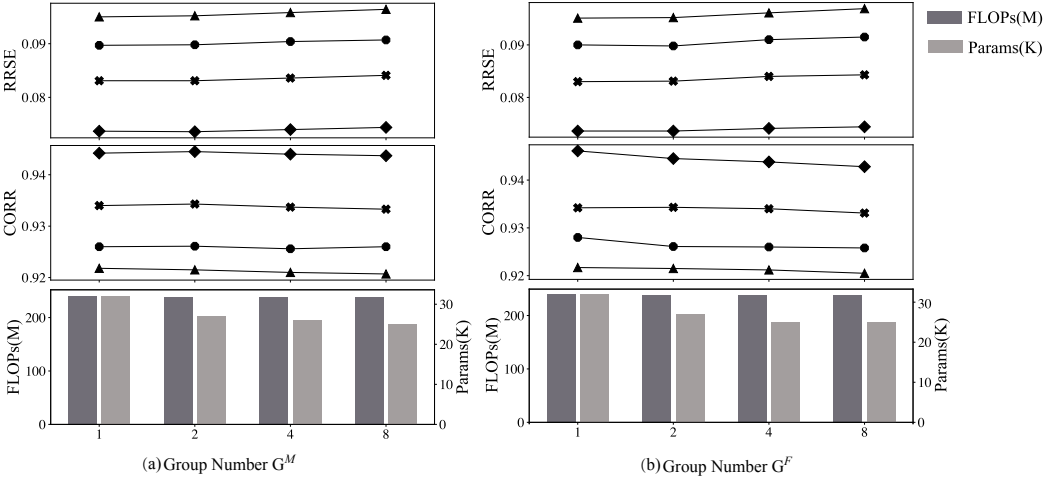 RRSE
0.09
0.08
CORR
0.94
0.93
0.92
FLOPs(M)
200
100
0
Params(K)
30
20
10
0
1 2 4 8
(a) Group Number G^M
RRSE
0.09
0.08
CORR
0.94
0.93
0.92
FLOPs(M)
200
100
0
Params(K)
30
20
10
0
1 2 4 8
(b) Group Number G^F
FLOPs(M)
Params(K)